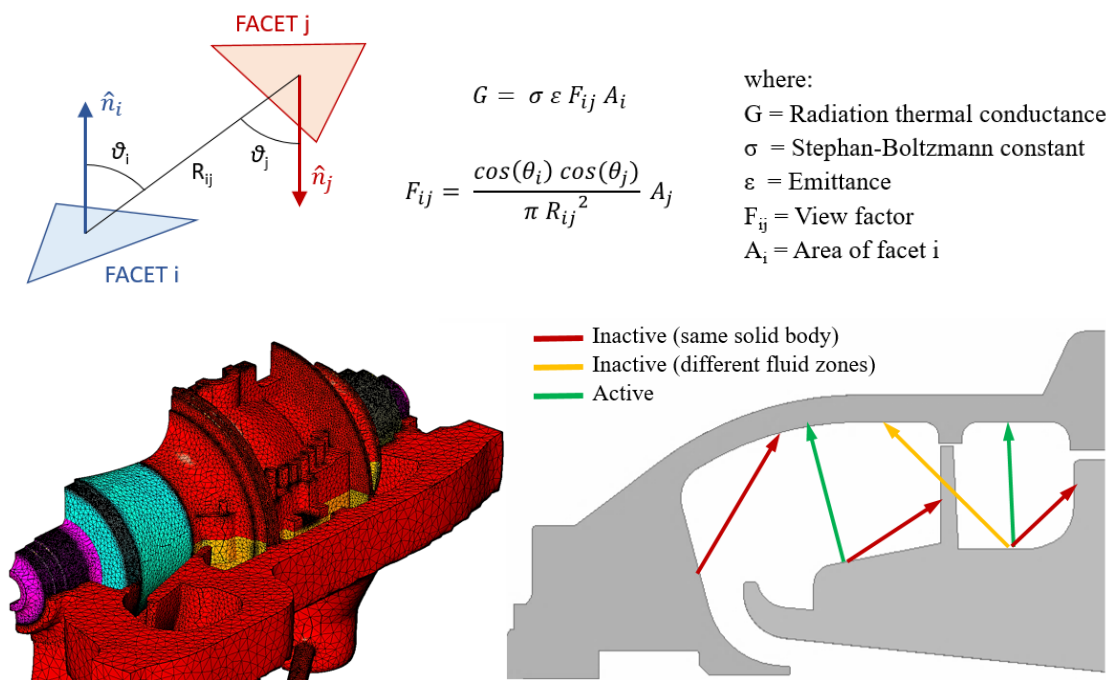 FACET j
n̂ᵢ
ϑᵢ
Rᵢⱼ
ϑⱼ
n̂ⱼ
FACET i
G = σ ε Fᵢⱼ Aᵢ
Fᵢⱼ = cos(θᵢ) cos(θⱼ) / π Rᵢⱼ² Aⱼ
where:
G = Radiation thermal conductance
σ = Stephan-Boltzmann constant
ε = Emittance
Fᵢⱼ = View factor
Aᵢ = Area of facet i
Inactive (same solid body)
Inactive (different fluid zones)
Active